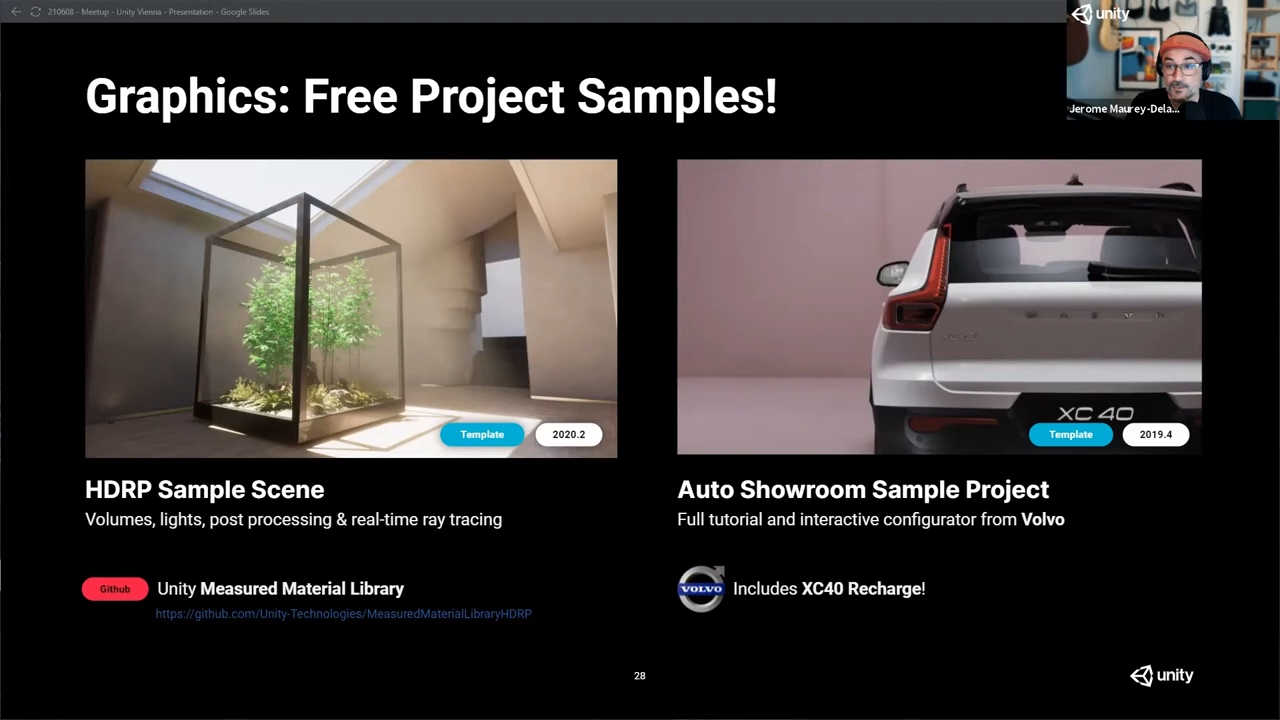 210608 - Meetup - Unity Vienna - Presentation - Google Slides
unity
Jerome Maurey-Dela...
Graphics: Free Project Samples!
Template
2020.2
XC 40
Template
2019.4
HDRP Sample Scene
Volumes, lights, post processing & real-time ray tracing
Auto Showroom Sample Project
Full tutorial and interactive configurator from Volvo
Github
Unity Measured Material Library
https://github.com/Unity-Technologies/MeasuredMaterialLibraryHDRP
VOLVO
Includes XC40 Recharge!
28
unity